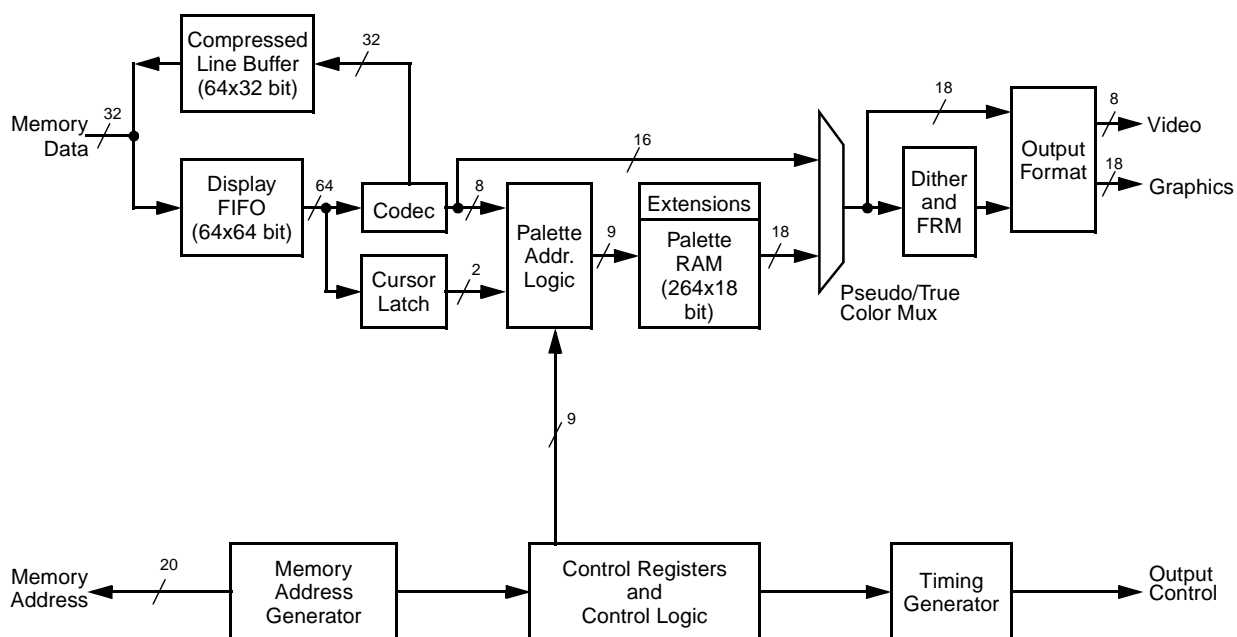 Compressed
Line Buffer
(64x32 bit)
32
32
Memory
Data
Display
FIFO
(64x64 bit)
64
Codec
8
16
Cursor
Latch
2
Palette
Addr.
Logic
9
Extensions
Palette
RAM
(264x18
bit)
18
Pseudo/True
Color Mux
18
Dither
and
FRM
Output
Format
8
Video
18
Graphics
9
Memory
Address
20
Memory
Address
Generator
Control Registers
and
Control Logic
Timing
Generator
Output
Control